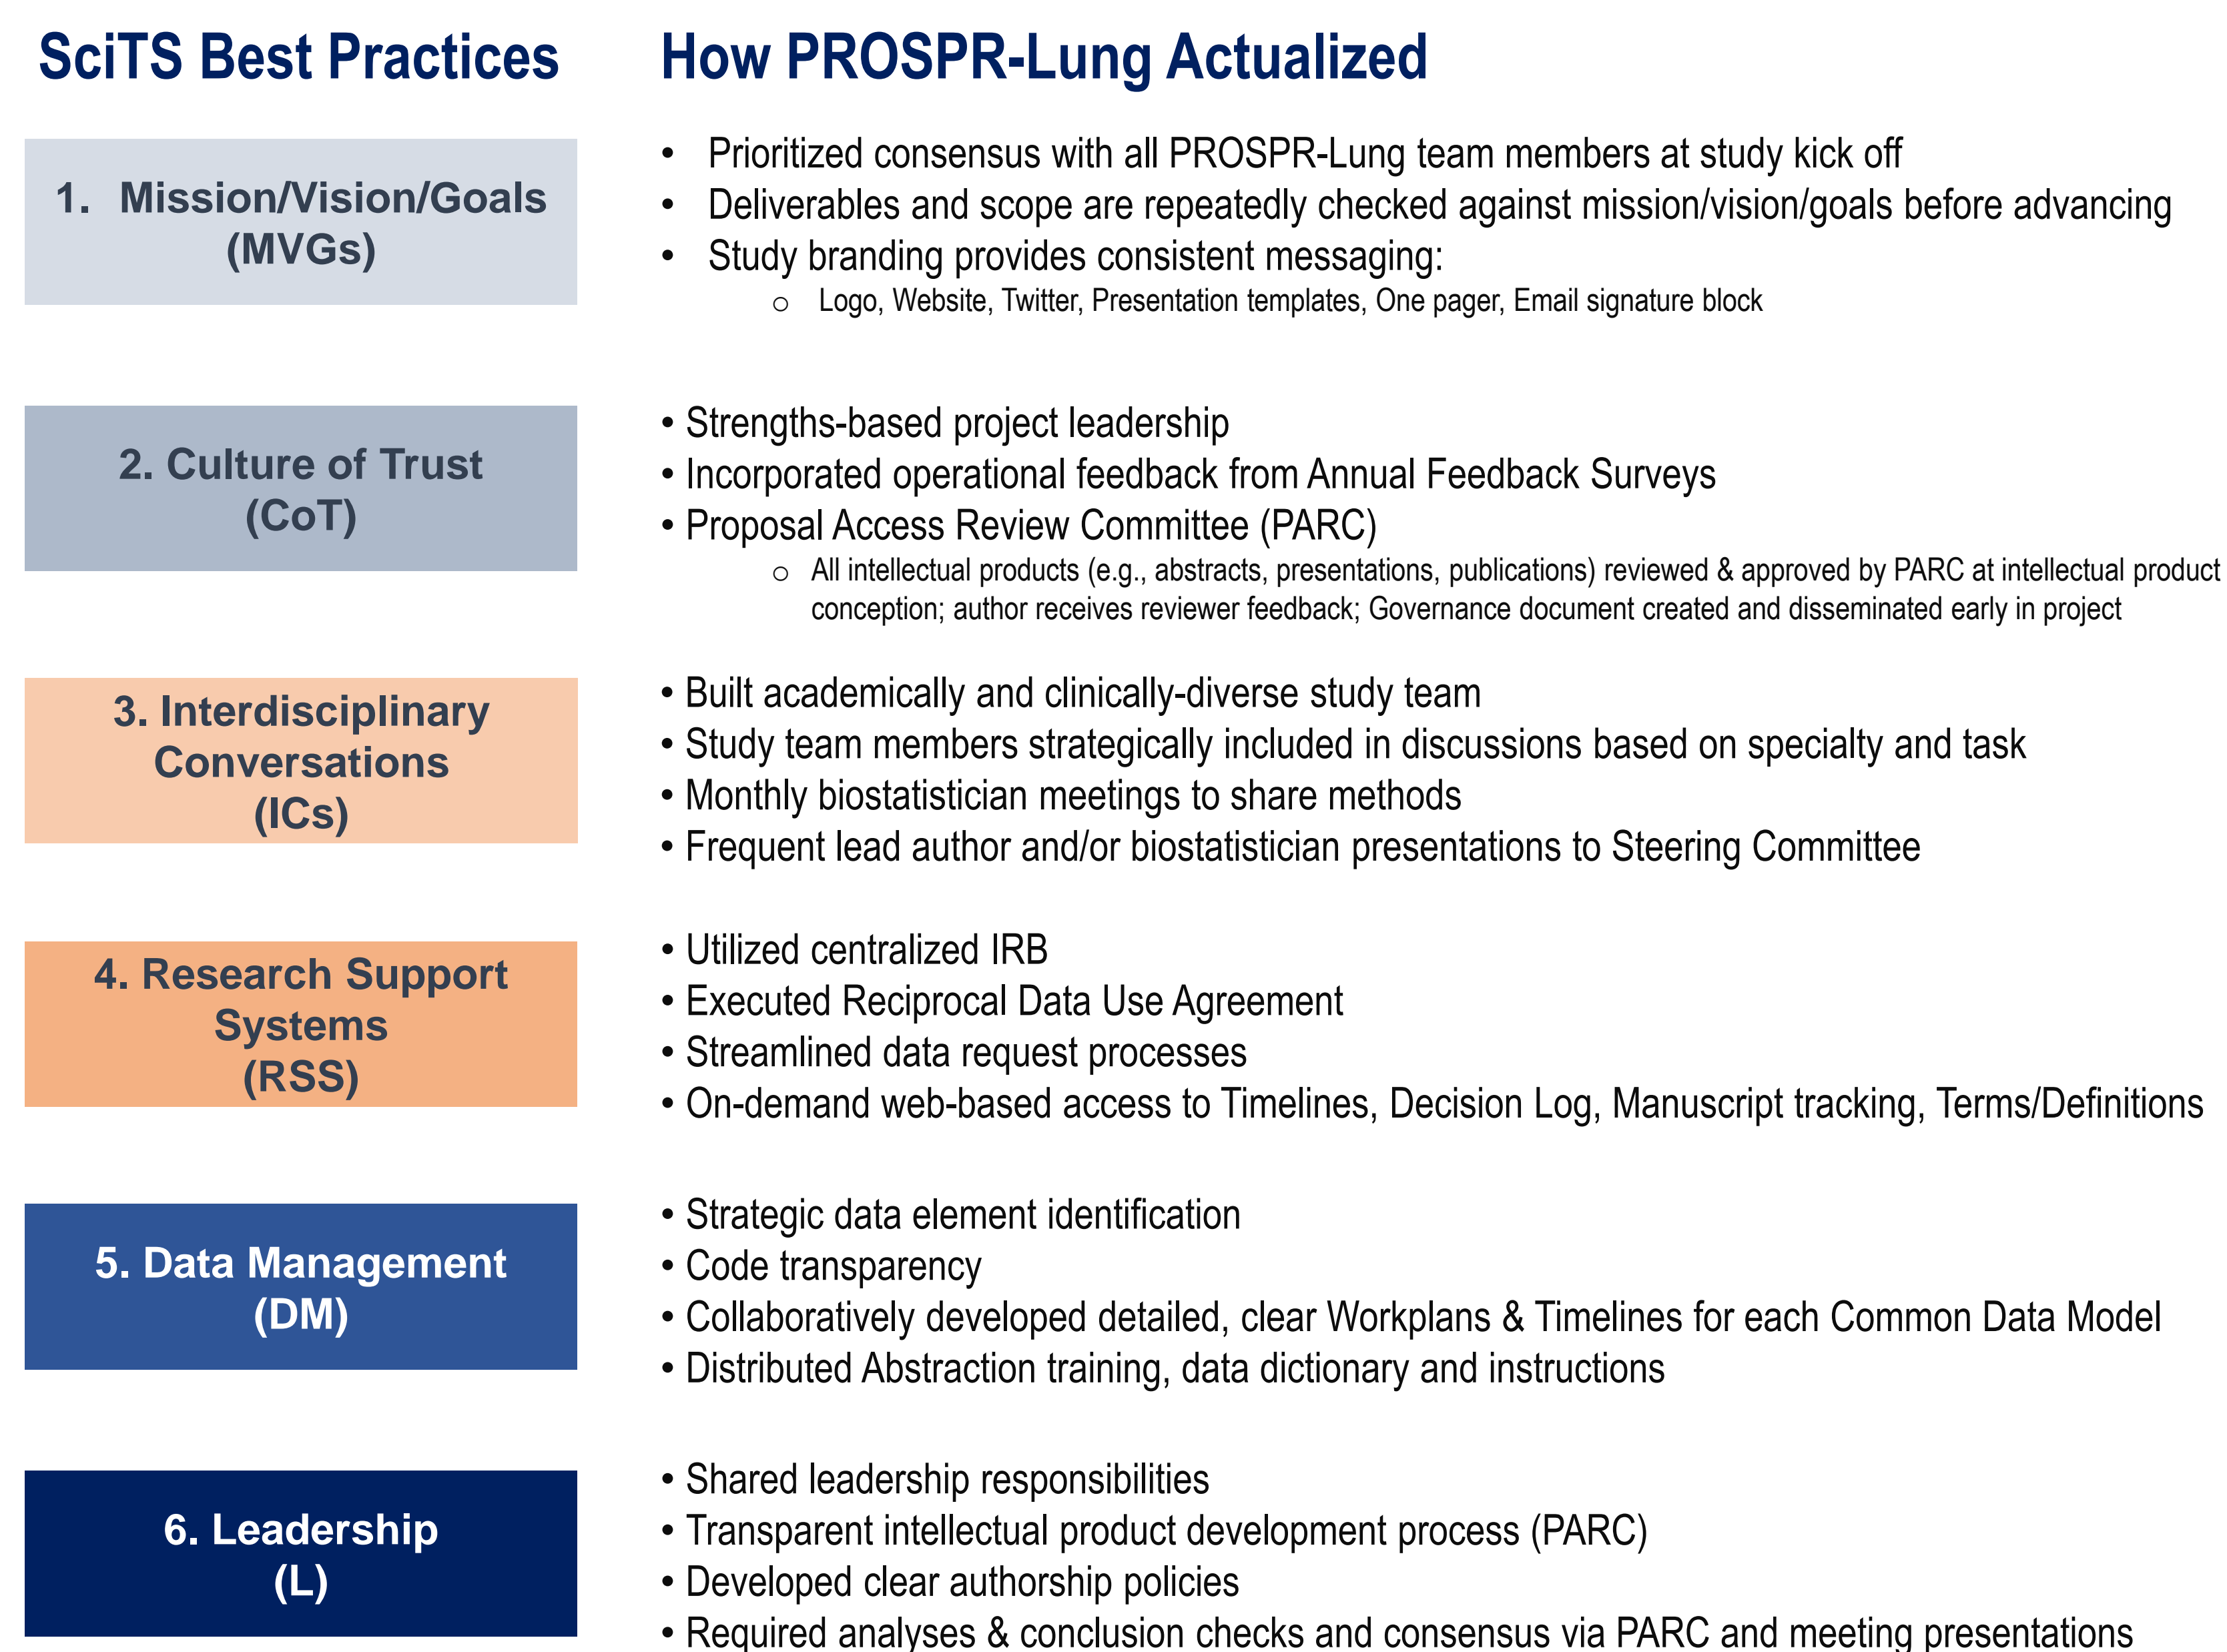 SciTS Best Practices
How PROSPR-Lung Actualized
1. Mission/Vision/Goals
(MVGs)
• Prioritized consensus with all PROSPR-Lung team members at study kick off
• Deliverables and scope are repeatedly checked against mission/vision/goals before advancing
• Study branding provides consistent messaging:
o Logo, Website, Twitter, Presentation templates, One pager, Email signature block
2. Culture of Trust
(CoT)
• Strengths-based project leadership
• Incorporated operational feedback from Annual Feedback Surveys
• Proposal Access Review Committee (PARC)
o All intellectual products (e.g., abstracts, presentations, publications) reviewed & approved by PARC at intellectual product
conception; author receives reviewer feedback; Governance document created and disseminated early in project
3. Interdisciplinary
Conversations
(ICs)
• Built academically and clinically-diverse study team
• Study team members strategically included in discussions based on specialty and task
• Monthly biostatistician meetings to share methods
• Frequent lead author and/or biostatistician presentations to Steering Committee
4. Research Support
Systems
(RSS)
• Utilized centralized IRB
• Executed Reciprocal Data Use Agreement
• Streamlined data request processes
• On-demand web-based access to Timelines, Decision Log, Manuscript tracking, Terms/Definitions
5. Data Management
(DM)
• Strategic data element identification
• Code transparency
• Collaboratively developed detailed, clear Workplans & Timelines for each Common Data Model
• Distributed Abstraction training, data dictionary and instructions
6. Leadership
(L)
• Shared leadership responsibilities
• Transparent intellectual product development process (PARC)
• Developed clear authorship policies
• Required analyses & conclusion checks and consensus via PARC and meeting presentations